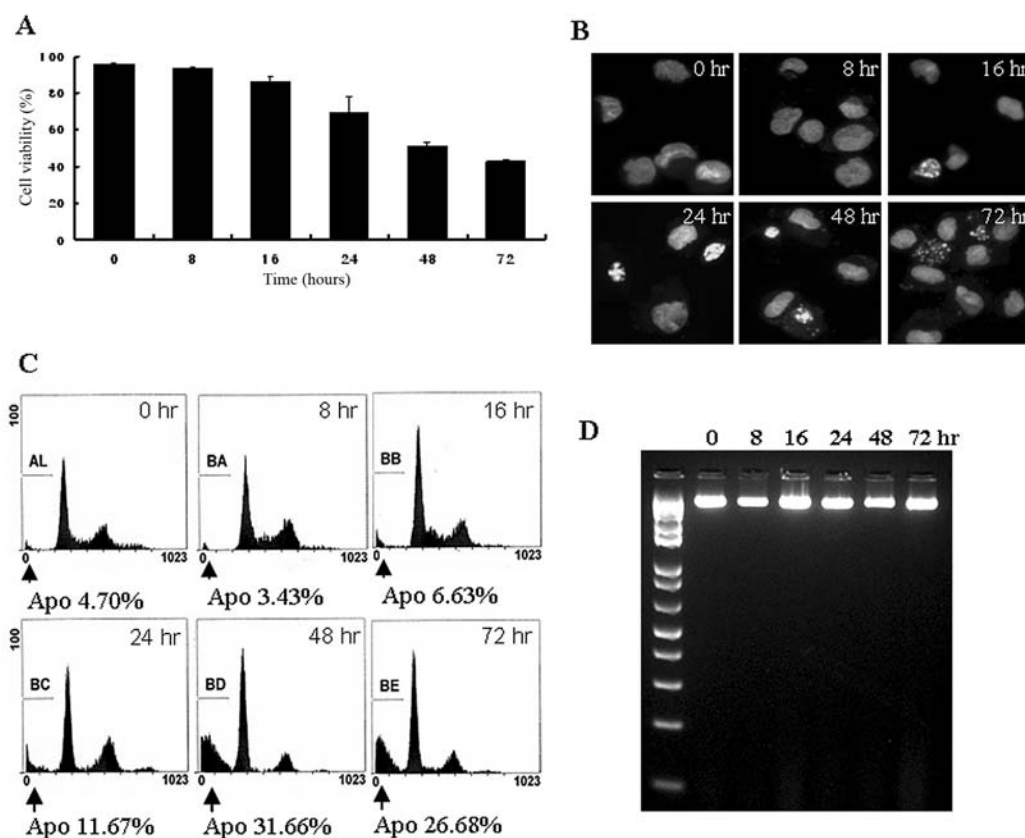 A
Cell viability (%)
100
80
60
40
20
0
0 8 16 24 48 72
Time (hours)
B
0 hr 8 hr 16 hr
24 hr 48 hr 72 hr
C
100
0 hr 8 hr 16 hr
AL BA BB
0 1023 0 1023 0 1023
Apo 4.70% Apo 3.43% Apo 6.63%
100
24 hr 48 hr 72 hr
BC BD BE
0 1023 0 1023 0 1023
Apo 11.67% Apo 31.66% Apo 26.68%
D
0 8 16 24 48 72 hr